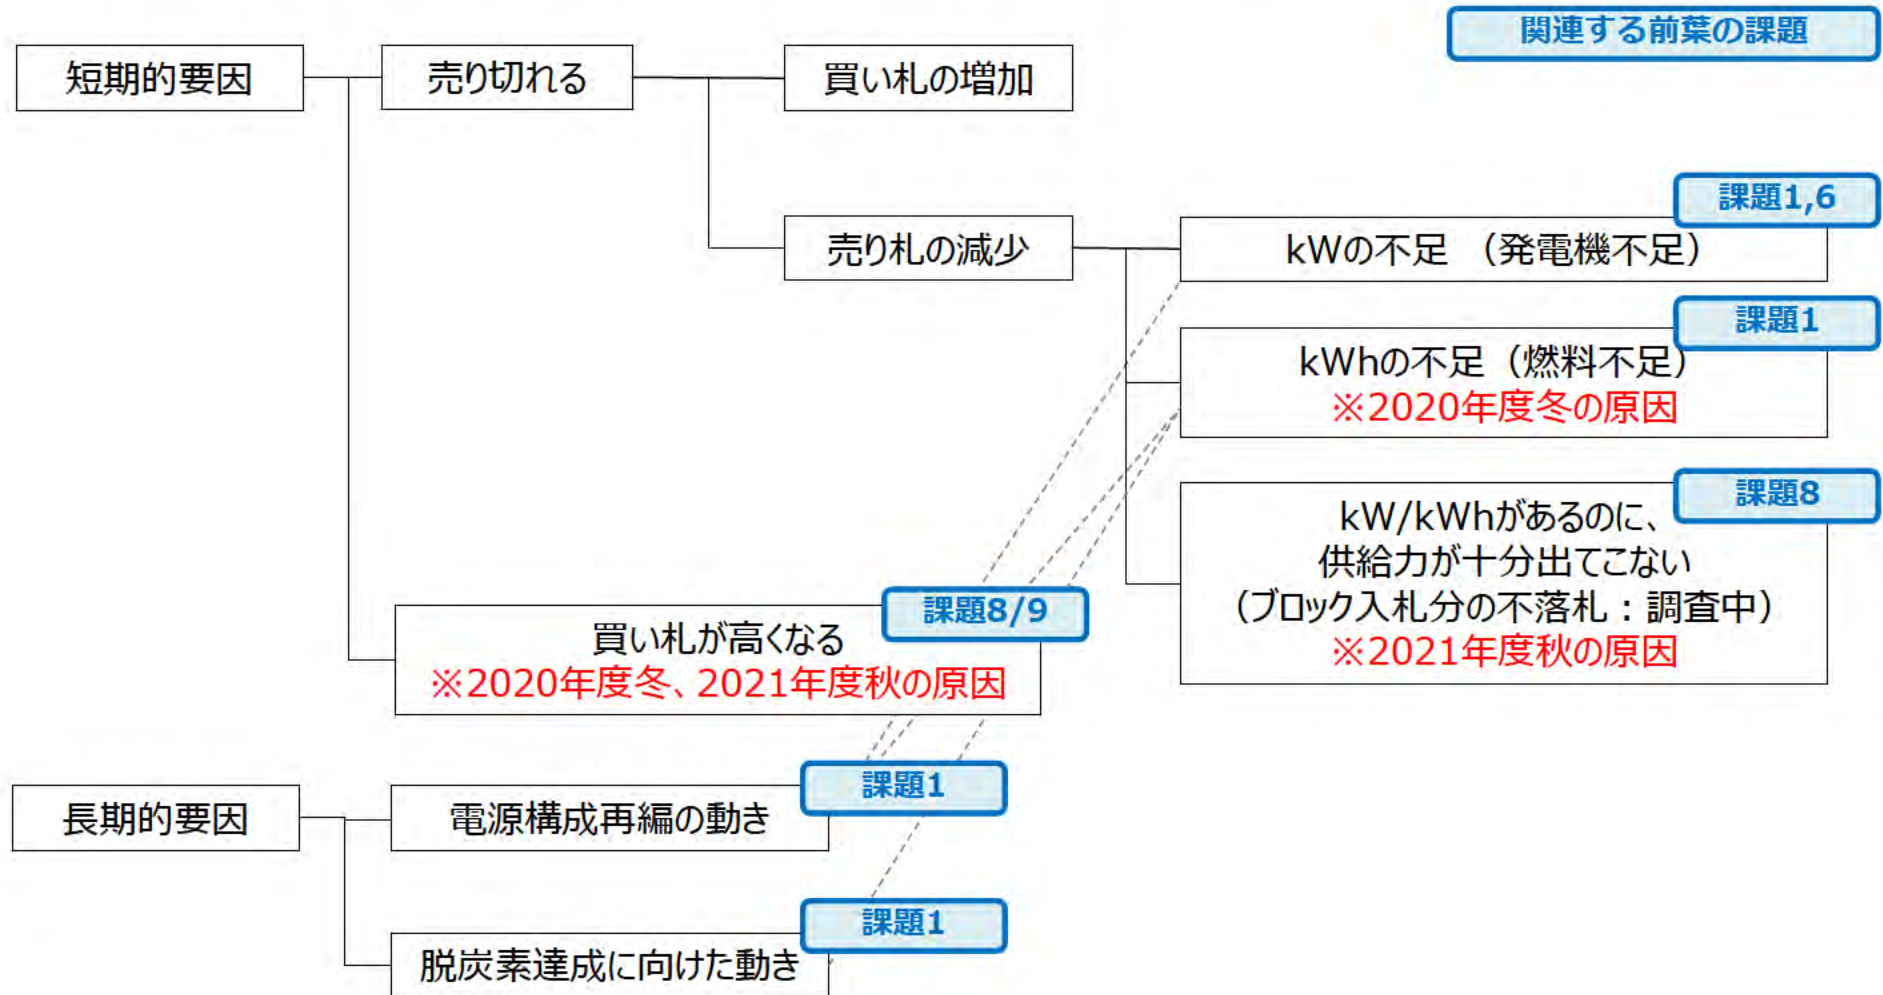 関連する前葉の課題
短期的要因
売り切れる
買い札の増加
売り札の減少
課題1,6
kWの不足 （発電機不足）
課題1
kWhの不足（燃料不足）
※2020年度冬の原因
課題8
kW/kWhがあるのに、
供給力が十分出てこない
（ブロック入札分の不落札：調査中）
※2021年度秋の原因
課題8/9
買い札が高くなる
※2020年度冬、2021年度秋の原因
長期的要因
課題1
電源構成再編の動き
課題1
脱炭素達成に向けた動き